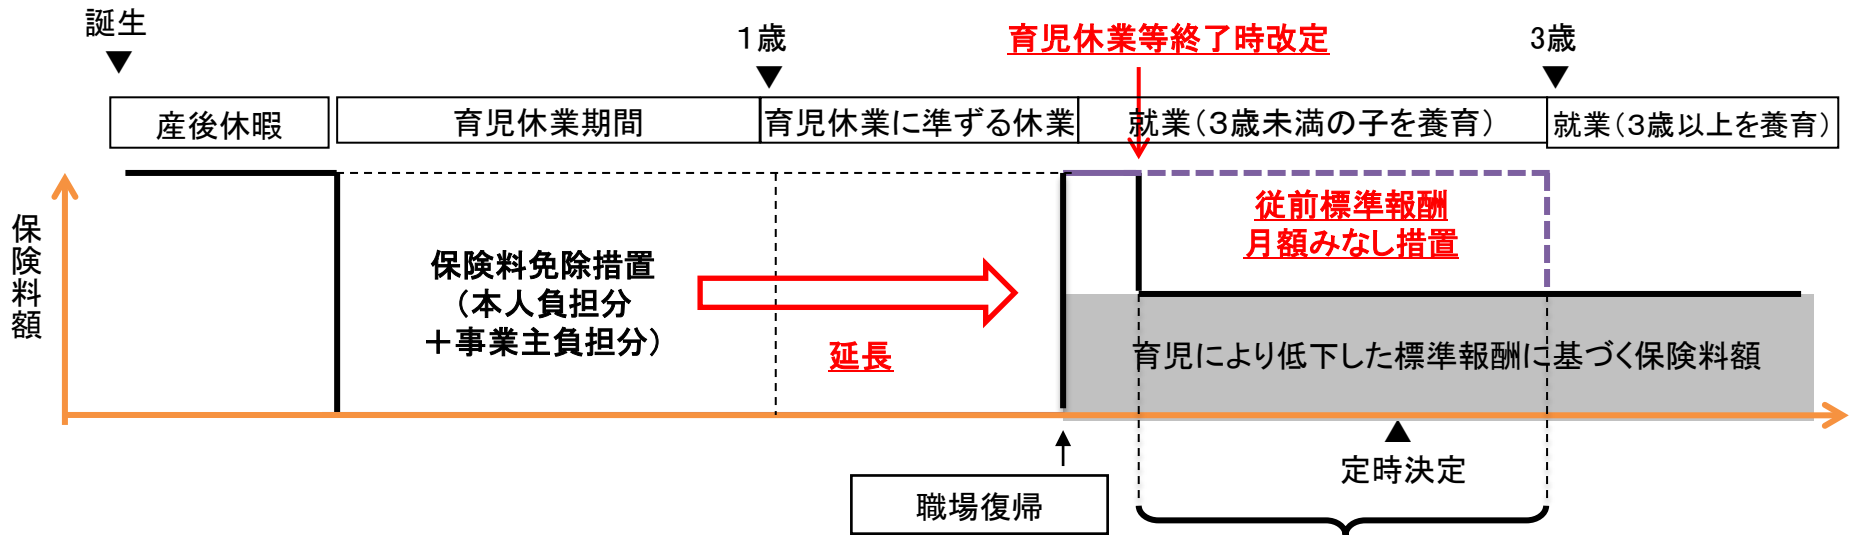 誕生
1歳
育児休業等終了時改定
3歳
産後休暇
育児休業期間
育児休業に準ずる休業
就業(3歳未満の子を養育)
就業(3歳以上を養育)
保険料額
保険料免除措置
(本人負担分
+事業主負担分)
延長
従前標準報酬
月額みなし措置
育児により低下した標準報酬に基づく保険料額
定時決定
職場復帰